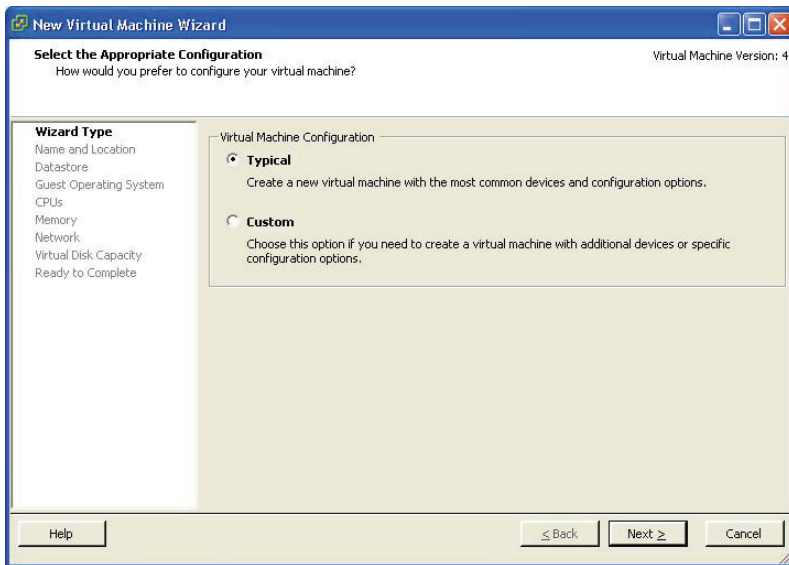 New Virtual Machine Wizard
Select the Appropriate Configuration
How would you prefer to configure your virtual machine?
Virtual Machine Version: 4
Wizard Type
Name and Location
Datastore
Guest Operating System
CPUs
Memory
Network
Virtual Disk Capacity
Ready to Complete
Virtual Machine Configuration
Typical
Create a new virtual machine with the most common devices and configuration options.
Custom
Choose this option if you need to create a virtual machine with additional devices or specific
configuration options.
Help
< Back
Next >
Cancel